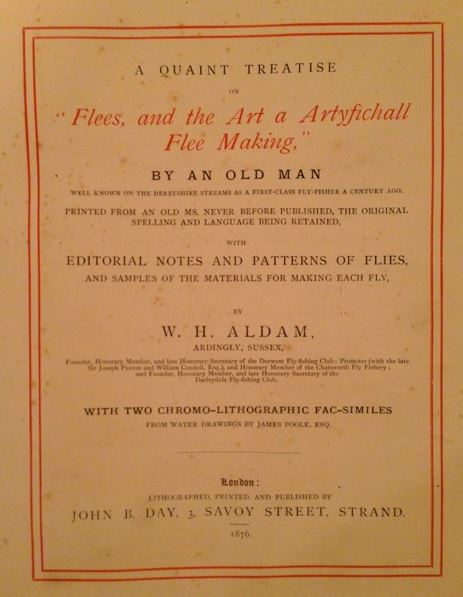 A QUAINT TREATISE
ON
"Flees, and the Art a Artyfichall
Flee Making,"
BY AN OLD MAN
WELL KNOWN ON THE DERBYSHIRE STREAMS AS A FIRST-CLASS FLY-FISHER A CENTURY AGO.
PRINTED FROM AN OLD MS. NEVER BEFORE PUBLISHED, THE ORIGINAL
SPELLING AND LANGUAGE BEING RETAINED,
WITH
EDITORIAL NOTES AND PATTERNS OF FLIES,
AND SAMPLES OF THE MATERIALS FOR MAKING EACH FLY,
BY
W. H. ALDAM,
ARDINGLY, SUSSEX,
Founder, Honorary Member, and late Honorary Secretary of the Derwent Fly-fishing Club; Promoter (with the late
Sir Joseph Paxton and William Condell, Esq.), and Honorary Member of the Chatsworth Fly Fishery;
and Founder, Honorary Member, and late Honorary Secretary of the
Darleydale Fly-fishing Club.
WITH TWO CHROMO-LITHOGRAPHIC FAC-SIMILES
FROM WATER DRAWINGS BY JAMES POOLE, ESQ.
London:
LITHOGRAPHED, PRINTED, AND PUBLISHED BY
JOHN B. DAY, 3, SAVOY STREET, STRAND.
1876.